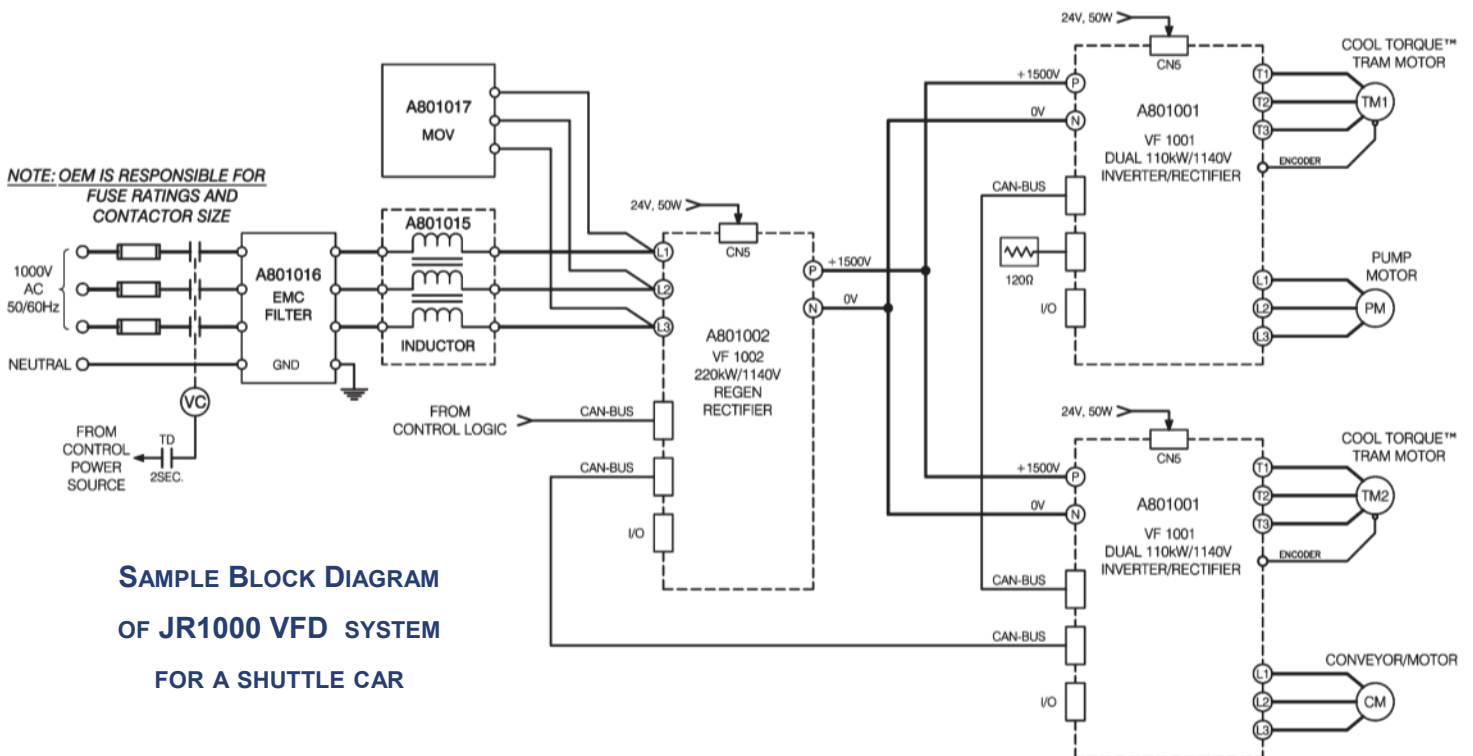 NOTE: OEM IS RESPONSIBLE FOR
FUSE RATINGS AND
CONTACTOR SIZE
1000V
AC
50/60Hz
NEUTRAL
VC
FROM
CONTROL
POWER
SOURCE
TD
2SEC.
A801016
EMC
FILTER
GND
A801017
MOV
A801015
INDUCTOR
24V, 50W
CN5
L1
L2
L3
P
+1500V
N
0V
A801002
VF 1002
220kW/1140V
REGEN
RECTIFIER
FROM
CONTROL LOGIC
CAN-BUS
CAN-BUS
I/O
24V, 50W
CN5
+1500V
P
0V
N
A801001
VF 1001
DUAL 110kW/1140V
INVERTER/RECTIFIER
CAN-BUS
120Ω
I/O
T1
T2
T3
ENCODER
COOL TORQUE™
TRAM MOTOR
TM1
L1
L2
L3
PUMP
MOTOR
PM
24V, 50W
CN5
+1500V
P
0V
N
A801001
VF 1001
DUAL 110kW/1140V
INVERTER/RECTIFIER
CAN-BUS
CAN-BUS
I/O
T1
T2
T3
ENCODER
COOL TORQUE™
TRAM MOTOR
TM2
L1
L2
L3
CONVEYOR/MOTOR
CM
SAMPLE BLOCK DIAGRAM
OF JR1000 VFD SYSTEM
FOR A SHUTTLE CAR